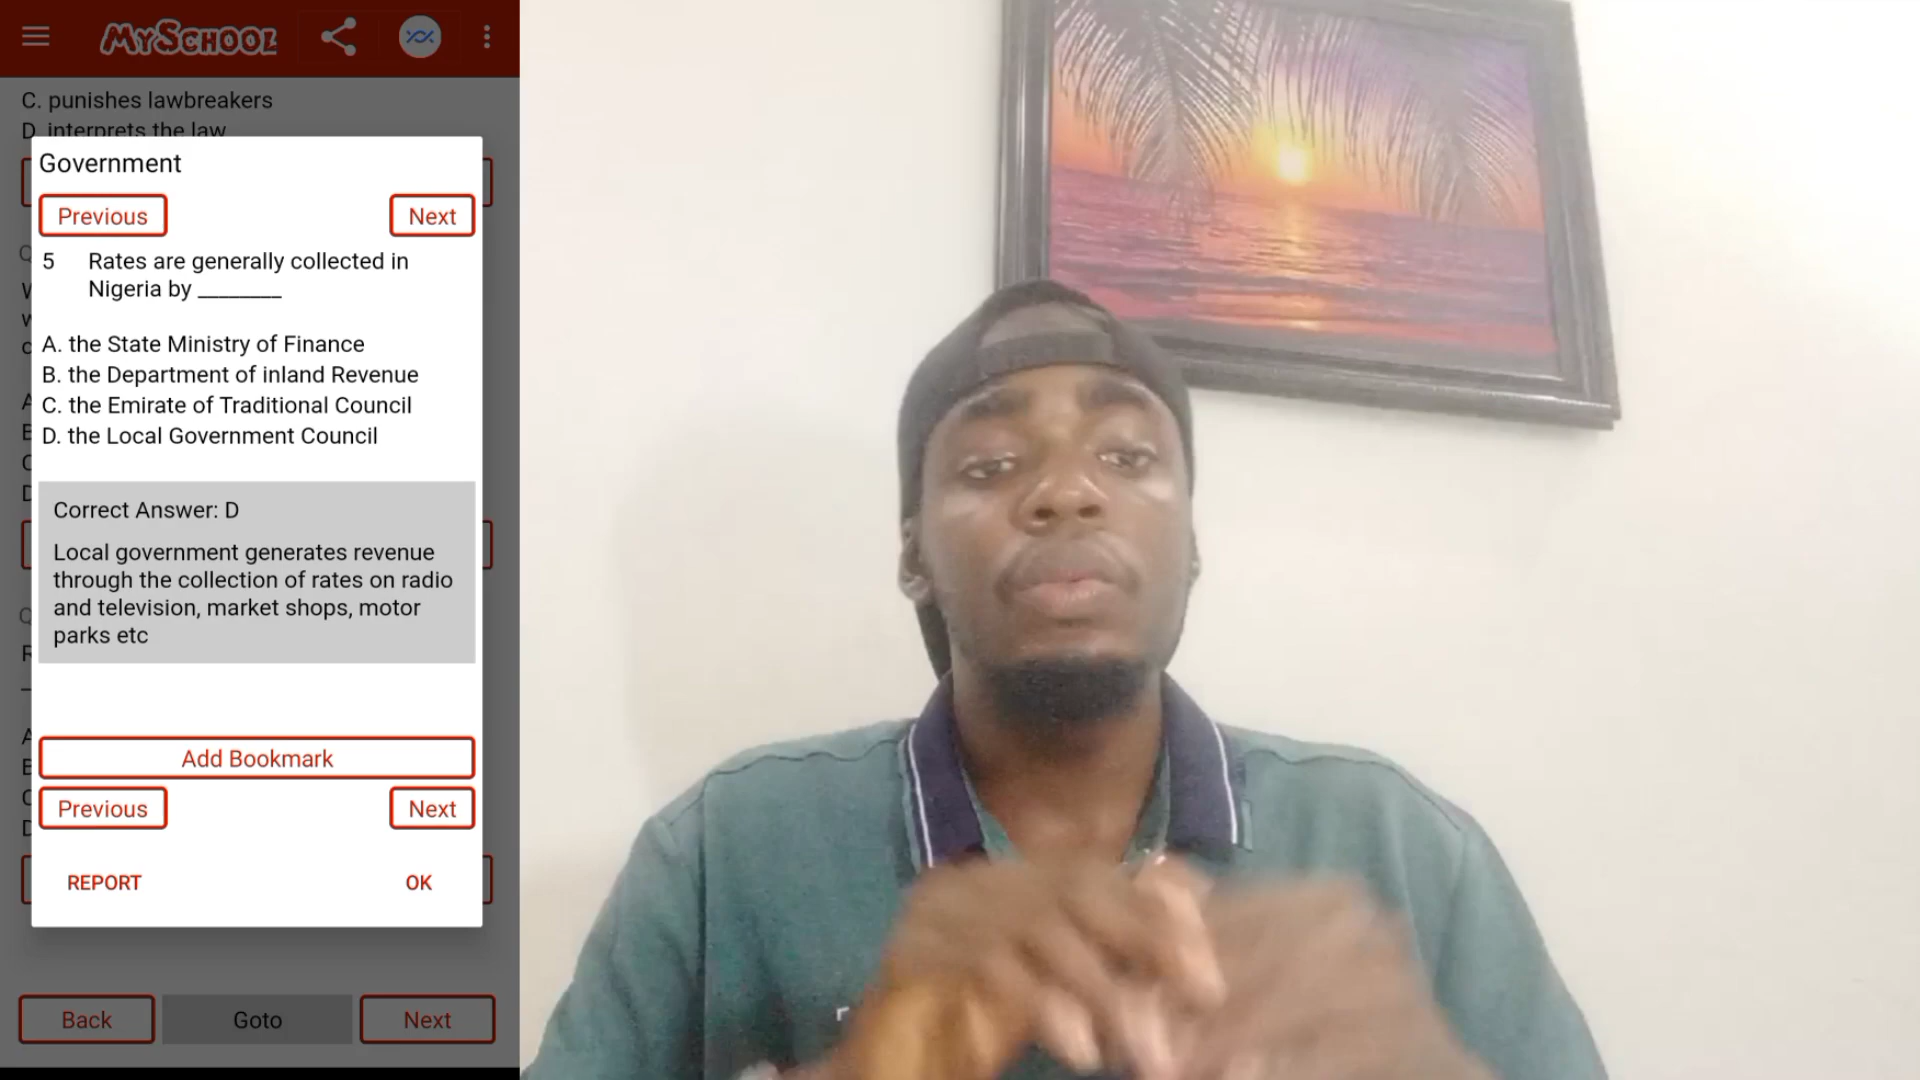 MYSCHOOL
C. punishes lawbreakers
D. interprets the law
Government
Previous
Next
5 Rates are generally collected in
Nigeria by ________
A. the State Ministry of Finance
B. the Department of inland Revenue
C. the Emirate of Traditional Council
D. the Local Government Council
Correct Answer: D
Local government generates revenue
through the collection of rates on radio
and television, market shops, motor
parks etc
Add Bookmark
Previous
Next
REPORT
OK
Back
Goto
Next